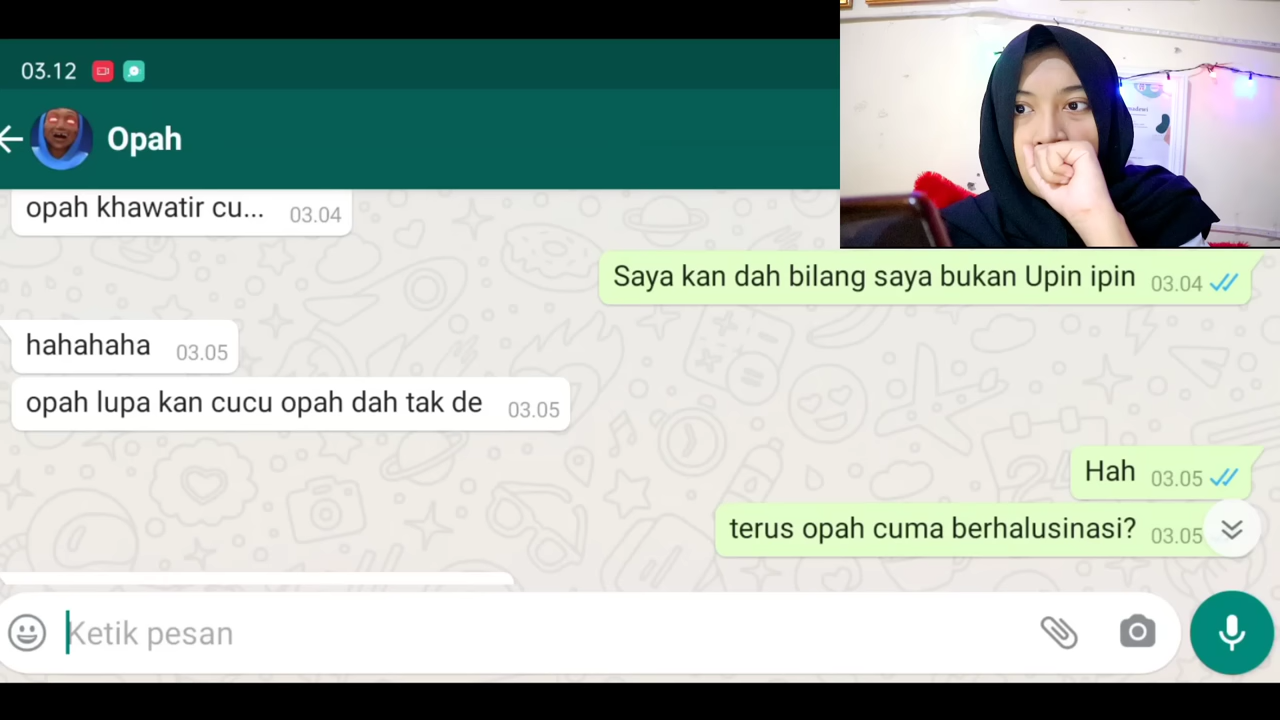 03.12
Opah
opah khawatir cu... 03.04
Saya kan dah bilang saya bukan Upin ipin 03.04
hahahaha 03.05
opah lupa kan cucu opah dah tak de 03.05
Hah 03.05
terus opah cuma berhalusinasi? 03.05
Ketik pesan